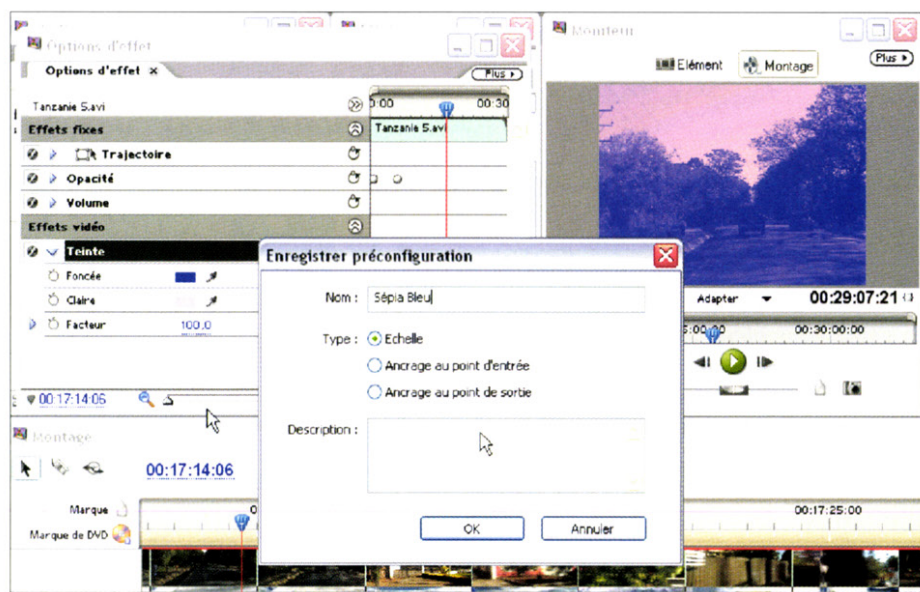 Options d'effet
Options d'effet ×
Plus
Tanzanie S.avi
0:00
00:30
Effets fixes
Tanzanie S.avi
Trajectoire
Opacité
Volume
Effets vidéo
Teinte
Foncée
Claire
Facteur
100,0
00:17:14:06
Moniteur
Elément
Montage
Plus
Adapter
00:29:07:21
5:00:00
00:30:00:00
Enregistrer préconfiguration
Nom :
Sépia Bleu
Type :
Echelle
Ancrage au point d'entrée
Ancrage au point de sortie
Description :
OK
Annuler
Montage
00:17:14:06
Marque
Marque de DVD
00:17:25:00